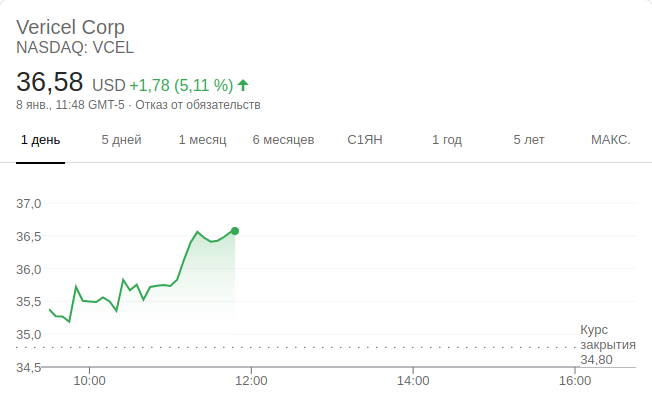 Vericel Corp
NASDAQ: VCEL
36,58 USD +1,78 (5,11 %)
8 янв., 11:48 GMT-5 · Отказ от обязательств
1 день 5 дней 1 месяц 6 месяцев С1ЯН 1 год 5 лет МАКС.
37,0
36,5
36,0
35,5
35,0
34,5
Курс
закрытия
34,80
10:00 12:00 14:00 16:00